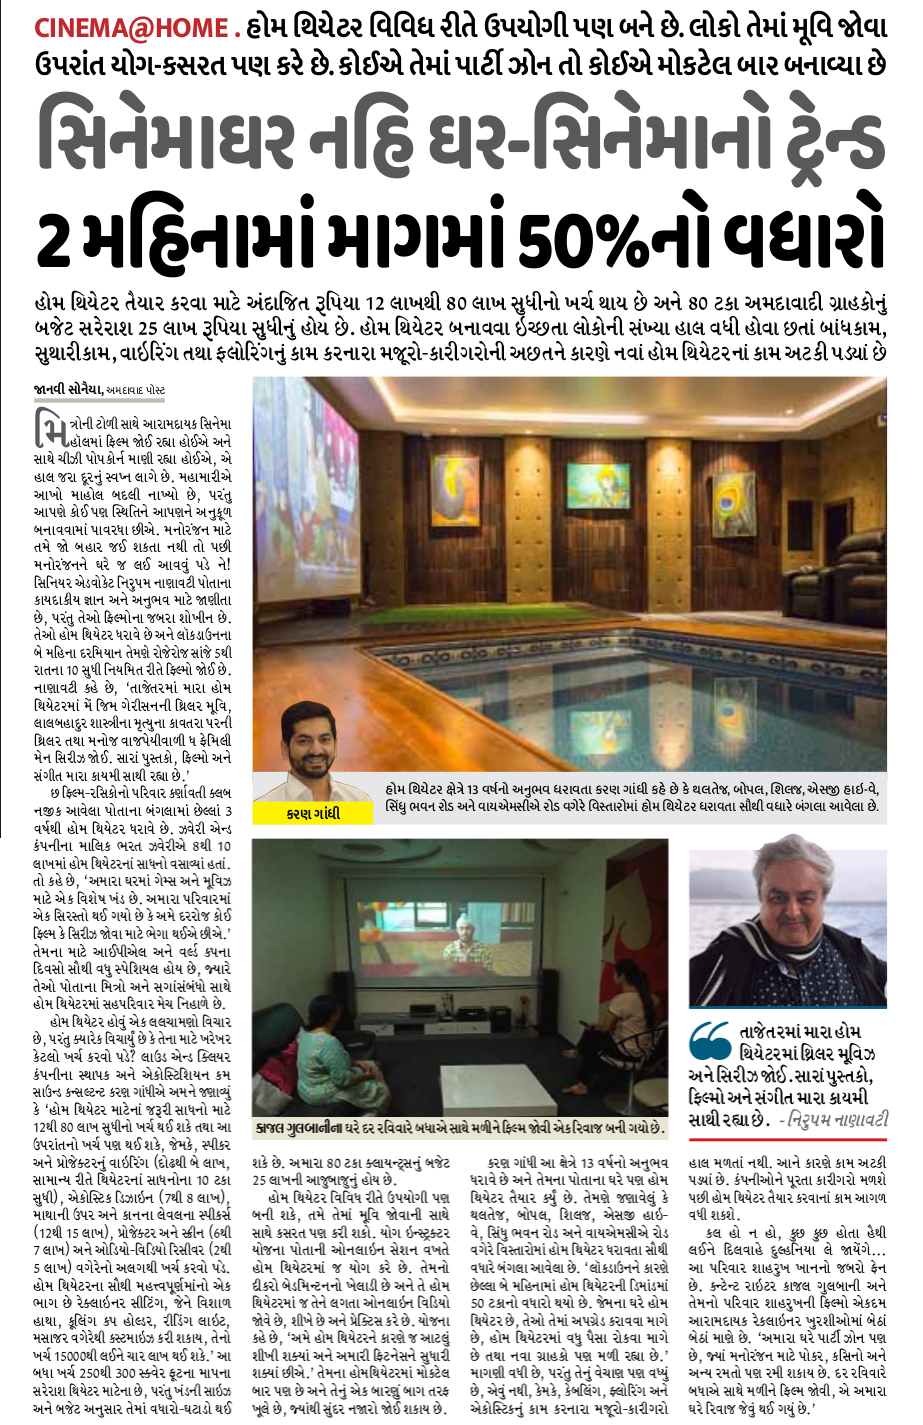 CINEMA@HOME . હોમ થિયેટર વિવિધ રીતે ઉપયોગી પણ બને છે. લોકો તેમાં મૂવિ જોવા
ઉપરાંત યોગ-કસરત પણ કરે છે. કોઈએ તેમાં પાર્ટી ઝોન તો કોઈએ મોકટેલ બાર બનાવ્યા છે
સિનેમાઘર નહિ ઘર-સિનેમાનો ટ્રેન્ડ
2 મહિનામાં માગમાં 50%નો વધારો
હોમ થિયેટર તૈયાર કરવા માટે અંદાજિત રૂપિયા 12 લાખથી 80 લાખ સુધીનો ખર્ચ થાય છે અને 80 ટકા અમદાવાદી ગ્રાહકોનું
બજેટ સરેરાશ 25 લાખ રૂપિયા સુધીનું હોય છે. હોમ થિયેટર બનાવવા ઇચ્છતા લોકોની સંખ્યા હાલ વધી હોવા છતાં બાંધકામ,
સુથારીકામ, વાઇરિંગ તથા ફ્લોરિંગનું કામ કરનારા મજૂરો-કારીગરોની અછતને કારણે નવાં હોમ થિયેટરનાં કામ અટકી પડ્યાં છે
જાનવી સોનૈયા, અમદાવાદ પોસ્ટ
મિત્રોની ટોળી સાથે આરામદાયક સિનેમા
હૉલમાં ફિલ્મ જોઈ રહ્યા હોઈએ અને
સાથે ચીઝી પોપકોર્ન માણી રહ્યા હોઈએ, એ
હાલ જરા દૂરનું સ્વપ્ન લાગે છે. મહામારીએ
આખો માહોલ બદલી નાખ્યો છે, પરંતુ
આપણે કોઈ પણ સ્થિતિને આપણને અનુકૂળ
બનાવવામાં પાવરધા છીએ. મનોરંજન માટે
તમે જો બહાર જઈ શકતા નથી તો પછી
મનોરંજનને ઘરે જ લઈ આવવું પડે ને!
સિનિયર એડવોકેટ નિરુપમ નાણાવટી પોતાના
કાયદાકીય જ્ઞાન અને અનુભવ માટે જાણીતા
છે, પરંતુ તેઓ ફિલ્મોના જબરા શોખીન છે.
તેઓ હોમ થિયેટર ધરાવે છે અને લૉકડાઉનના
બે મહિના દરમિયાન તેમણે રોજેરોજ સાંજે 5થી
રાતના 10 સુધી નિયમિત રીતે ફિલ્મો જોઈ છે.
નાણાવટી કહે છે, ‘તાજેતરમાં મારા હોમ
થિયેટરમાં મેં જિમ ગેરીસનની થ્રિલર મૂવિ,
લાલબહાદુર શાસ્ત્રીના મૃત્યુના કાવતરા પરની
થ્રિલર તથા મનોજ વાજપેયીવાળી ધ ફેમિલી
મેન સિરીઝ જોઈ. સારાં પુસ્તકો, ફિલ્મો અને
સંગીત મારા કાયમી સાથી રહ્યા છે.’
છ ફિલ્મ-રસિકોનો પરિવાર કર્ણાવતી ક્લબ
નજીક આવેલા પોતાના બંગલામાં છેલ્લાં 3
વર્ષથી હોમ થિયેટર ધરાવે છે. ઝવેરી એન્ડ
કંપનીના માલિક ભરત ઝવેરીએ 8થી 10
લાખમાં હોમ થિયેટરનાં સાધનો વસાવ્યાં હતાં.
તો કહે છે, ‘અમારા ઘરમાં ગેમ્સ અને મૂવિઝ
માટે એક વિશેષ ખંડ છે. અમારા પરિવારમાં
એક સિરસ્તો થઈ ગયો છે કે અમે દરરોજ કોઈ
ફિલ્મ કે સિરીઝ જોવા માટે ભેગા થઈએ છીએ.’
તેમના માટે આઈપીએલ અને વર્લ્ડ કપના
દિવસો સૌથી વધુ સ્પેશિયલ હોય છે, જ્યારે
તેઓ પોતાના મિત્રો અને સગાંસંબંધો સાથે
હોમ થિયેટરમાં સહપરિવાર મેચ નિહાળે છે.
હોમ થિયેટર હોવું એક લલચામણો વિચાર
છે, પરંતુ ક્યારેક વિચાર્યું છે કે તેના માટે ખરેખર
કેટલો ખર્ચ કરવો પડે? લાઉડ એન્ડ ક્લિયર
કંપનીના સ્થાપક અને એકોસ્ટિશિયન કમ
સાઉન્ડ કન્સલ્ટન્ટ કરણ ગાંધીએ અમને જણાવ્યું
કે ‘હોમ થિયેટર માટેનાં જરૂરી સાધનો માટે
12થી 80 લાખ સુધીનો ખર્ચ થઈ શકે તથા આ
ઉપરાંતનો ખર્ચ પણ થઈ શકે, જેમકે, સ્પીકર
અને પ્રોજેક્ટરનું વાઇરિંગ (દોઢથી બે લાખ,
સામાન્ય રીતે થિયેટરનાં સાધનોના 10 ટકા
સુધી), એકોસ્ટિક ડિઝાઇન (7થી 8 લાખ),
માથાની ઉપર અને કાનના લેવલના સ્પીકર્સ
(12થી 15 લાખ), પ્રોજેક્ટર અને સ્ક્રીન (6થી
7 લાખ) અને ઓડિયો-વિડિયો રિસીવર (2થી
5 લાખ) વગેરેનો અલગથી ખર્ચ કરવો પડે.
હોમ થિયેટરના સૌથી મહત્ત્વપૂર્ણમાંનો એક
ભાગ છે રેક્લાઇનર સીટિંગ, જેને વિશાળ
હાથા, કૂલિંગ કપ હોલ્ડર, રીડિંગ લાઇટ,
મસાજર વગેરેથી કસ્ટમાઇઝ કરી શકાય, તેનો
ખર્ચ 15000થી લઈને ચાર લાખ થઈ શકે.’ આ
બધા ખર્ચ 250થી 300 સ્ક્વેર ફૂટના માપના
સરેરાશ થિયેટર માટેના છે, પરંતુ ખંડની સાઇઝ
અને બજેટ અનુસાર તેમાં વધારો-ઘટાડો થઈ
કરણ ગાંધી
હોમ થિયેટર ક્ષેત્રે 13 વર્ષનો અનુભવ ધરાવતા કરણ ગાંધી કહે છે કે થલતેજ, બોપલ, શિલજ, એસજી હાઇ-વે,
સિંધુ ભવન રોડ અને વાયએમસીએ રોડ વગેરે વિસ્તારોમાં હોમ થિયેટર ધરાવતા સૌથી વધારે બંગલા આવેલા છે.
કાજલ ગુલબાનીના ઘરે દર રવિવારે બધાએ સાથે મળીને ફિલ્મ જોવી એક રિવાજ બની ગયો છે.
તાજેતરમાં મારા હોમ
થિયેટરમાં થ્રિલર મૂવિઝ
અને સિરીઝ જોઈ. સારાં પુસ્તકો,
ફિલ્મો અને સંગીત મારા કાયમી
સાથી રહ્યા છે. - નિરુપમ નાણાવટી
શકે છે. અમારા 80 ટકા ક્લાયન્ટ્સનું બજેટ
25 લાખની આજુબાજુનું હોય છે.
હોમ થિયેટર વિવિધ રીતે ઉપયોગી પણ
બની શકે, તમે તેમાં મૂવિ જોવાની સાથે
સાથે કસરત પણ કરી શકો. યોગ ઇન્સ્ટ્રક્ટર
યોજના પોતાની ઓનલાઇન સેશન વખતે
હોમ થિયેટરમાં જ યોગ કરે છે. તેમનો
દીકરો બેડમિન્ટનનો ખેલાડી છે અને તે હોમ
થિયેટરમાં જ તેને લગતા ઓનલાઇન વિડિયો
જોવે છે, શીખે છે અને પ્રેક્ટિસ કરે છે. યોજના
કહે છે, ‘અમે હોમ થિયેટરને કારણે જ આટલું
શીખી શક્યાં અને અમારી ફિટનેસને સુધારી
શક્યાં છીએ.’ તેમના હોમથિયેટરમાં મોકટેલ
બાર પણ છે અને તેનું એક બારણું બાગ તરફ
ખૂલે છે, જ્યાંથી સુંદર નજારો જોઈ શકાય છે.
કરણ ગાંધી આ ક્ષેત્રે 13 વર્ષનો અનુભવ
ધરાવે છે અને તેમના પોતાના ઘરે પણ હોમ
થિયેટર તૈયાર કર્યું છે. તેમણે જણાવેલું કે
થલતેજ, બોપલ, શિલજ, એસજી હાઇ-
વે, સિંધુ ભવન રોડ અને વાયએમસીએ રોડ
વગેરે વિસ્તારોમાં હોમ થિયેટર ધરાવતા સૌથી
વધારે બંગલા આવેલા છે. ‘લૉકડાઉનને કારણે
છેલ્લા બે મહિનામાં હોમ થિયેટરની ડિમાંડમાં
50 ટકાનો વધારો થયો છે. જેમના ઘરે હોમ
થિયેટર છે, તેઓ તેમાં અપગ્રેડ કરાવવા માગે
છે, હોમ થિયેટરમાં વધુ પૈસા રોકવા માગે
છે તથા નવા ગ્રાહકો પણ મળી રહ્યા છે.’
માગણી વધી છે, પરંતુ તેનું વેચાણ પણ વધ્યું
છે, એવું નથી, કેમકે, કેબલિંગ, ફ્લોરિંગ અને
એકોસ્ટિકનું કામ કરનારા મજૂરો-કારીગરો
હાલ મળતાં નથી. આને કારણે કામ અટકી
પડ્યાં છે. કંપનીઓને પૂરતા કારીગરો મળશે
પછી હોમ થિયેટર તૈયાર કરવાનાં કામ આગળ
વધી શકશે.
કલ હો ન હો, કુછ કુછ હોતા હૈથી
લઈને દિલવાહે દુલ્હનિયા લે જાયેંગે...
આ પરિવાર શાહરુખ ખાનનો જબરો ફેન
છે. કન્ટેન્ટ રાઇટર કાજલ ગુલબાની અને
તેમનો પરિવાર શાહરુખની ફિલ્મો એકદમ
આરામદાયક રેક્લાઇનર ખુરશીઓમાં બેઠાં
બેઠાં માણે છે. ‘અમારા ઘરે પાર્ટી ઝોન પણ
છે, જ્યાં મનોરંજન માટે પોકર, કસિનો અને
અન્ય રમતો પણ રમી શકાય છે. દર રવિવારે
બધાએ સાથે મળીને ફિલ્મ જોવી, એ અમારા
ઘરે રિવાજ જેવું થઈ ગયું છે.’